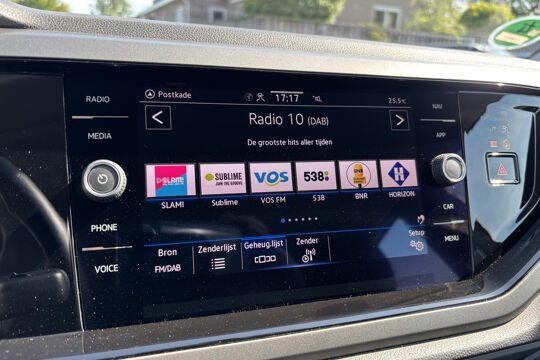 RADIO
MEDIA
PHONE
VOICE
Postkade
17:17
25.5°C
Radio 10 (DAB)
De grootste hits aller tijden
SLAM!
SUBLIME
JOIN THE GROOVE
VOS
538
BNR
HORIZON
SLAM!
Sublime
VOS FM
538
BNR
HORIZON
Bron
FM/DAB
Zenderlijst
Geheug.lijst
Zender
Setup
NAV
APP
CAR
MENU